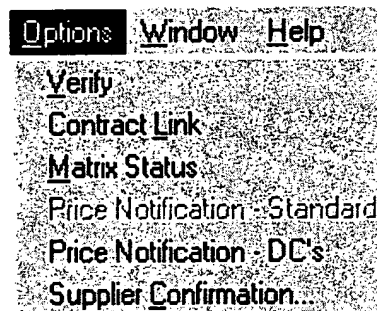 Options Window Help
Verify
Contract Link
Matrix Status
Price Notification - Standard
Price Notification - DC's
Supplier Confirmation...